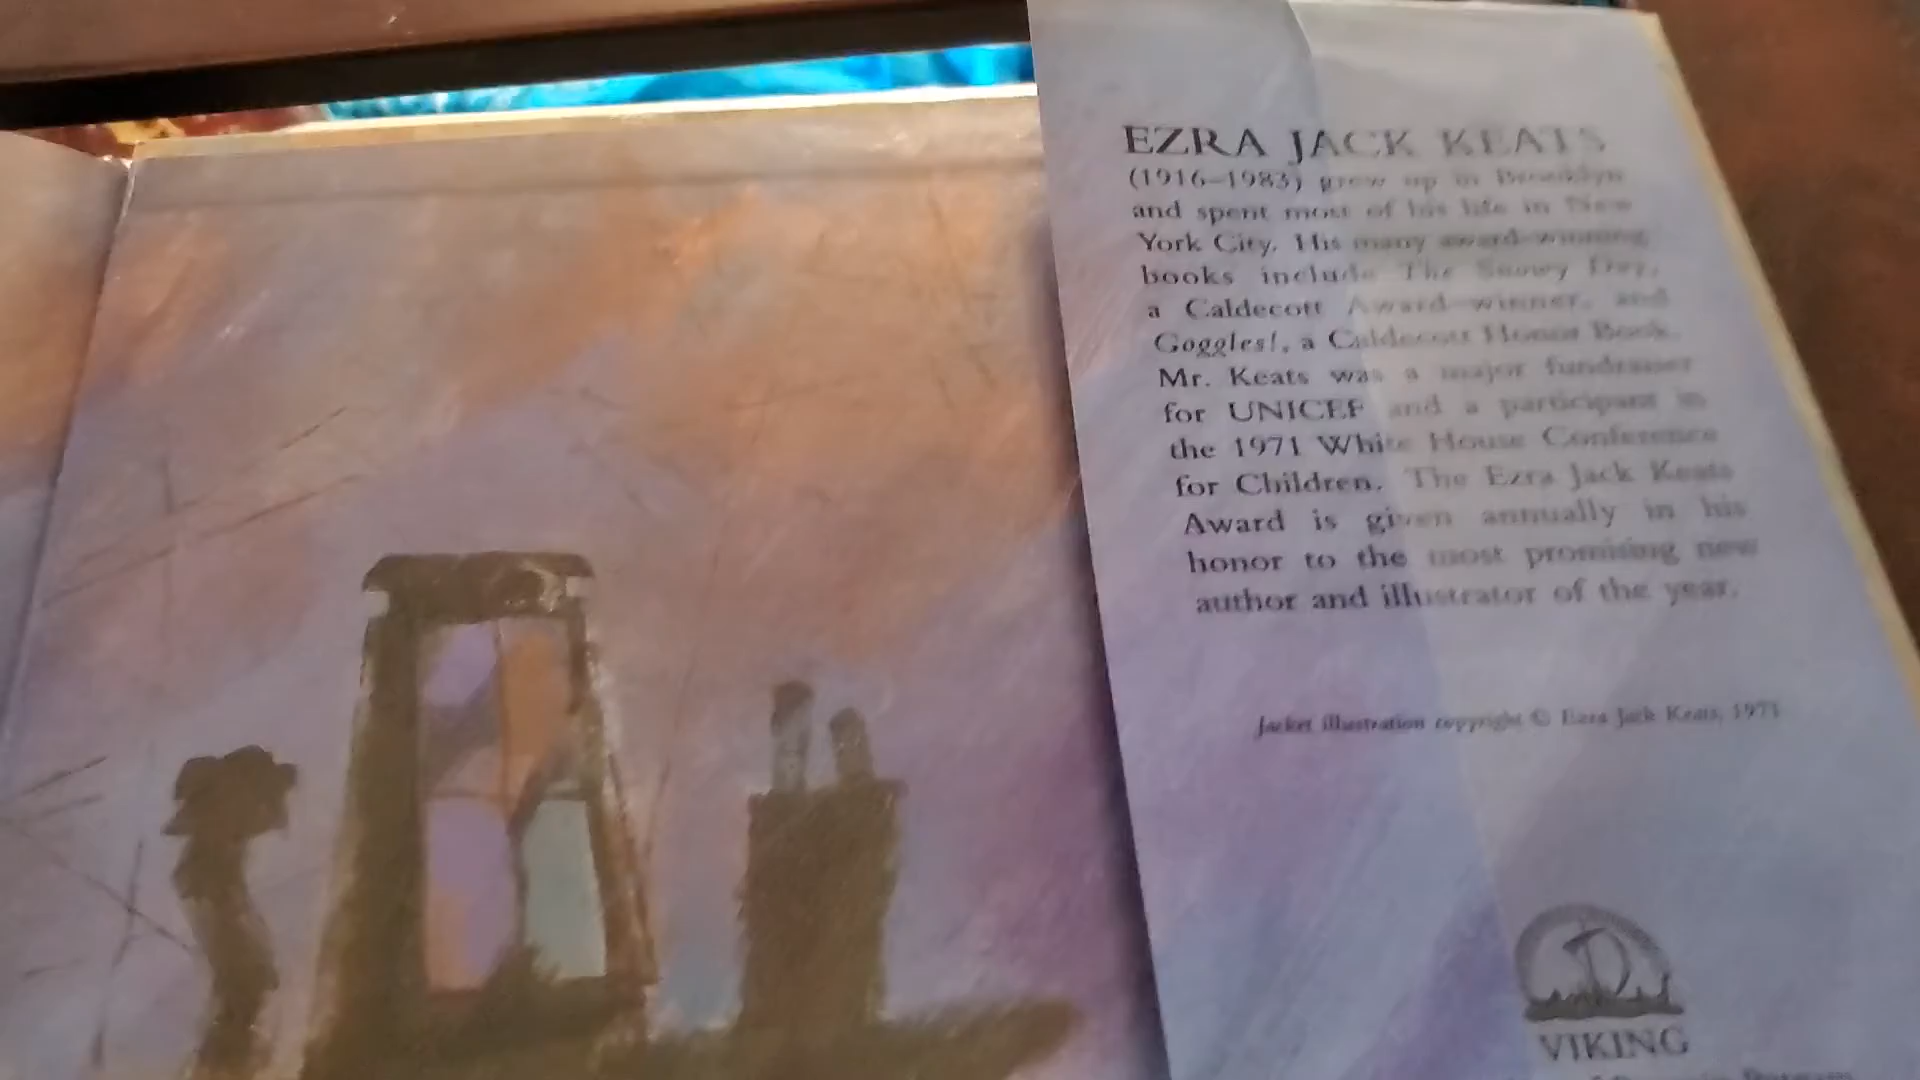 EZRA JACK KEATS
(1916–1983) grew up in Brooklyn
and spent most of his life in New
York City. His many award-winning
books include The Snowy Day,
a Caldecott Award-winner, and
Goggles!, a Caldecott Honor Book.
Mr. Keats was a major fundraiser
for UNICEF and a participant in
the 1971 White House Conference
for Children. The Ezra Jack Keats
Award is given annually in his
honor to the most promising new
author and illustrator of the year.
Jacket illustration copyright © Ezra Jack Keats, 1971
VIKING